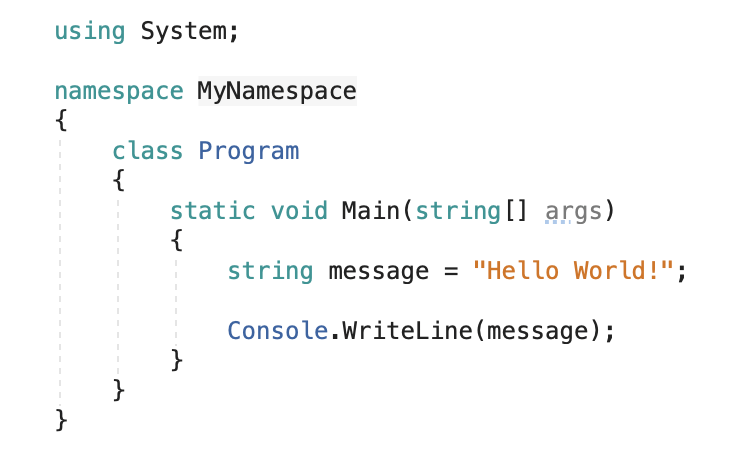 using System;
namespace MyNamespace
{
    class Program
    {
        static void Main(string[] args)
        {
            string message = "Hello World!";
            Console.WriteLine(message);
        }
    }
}